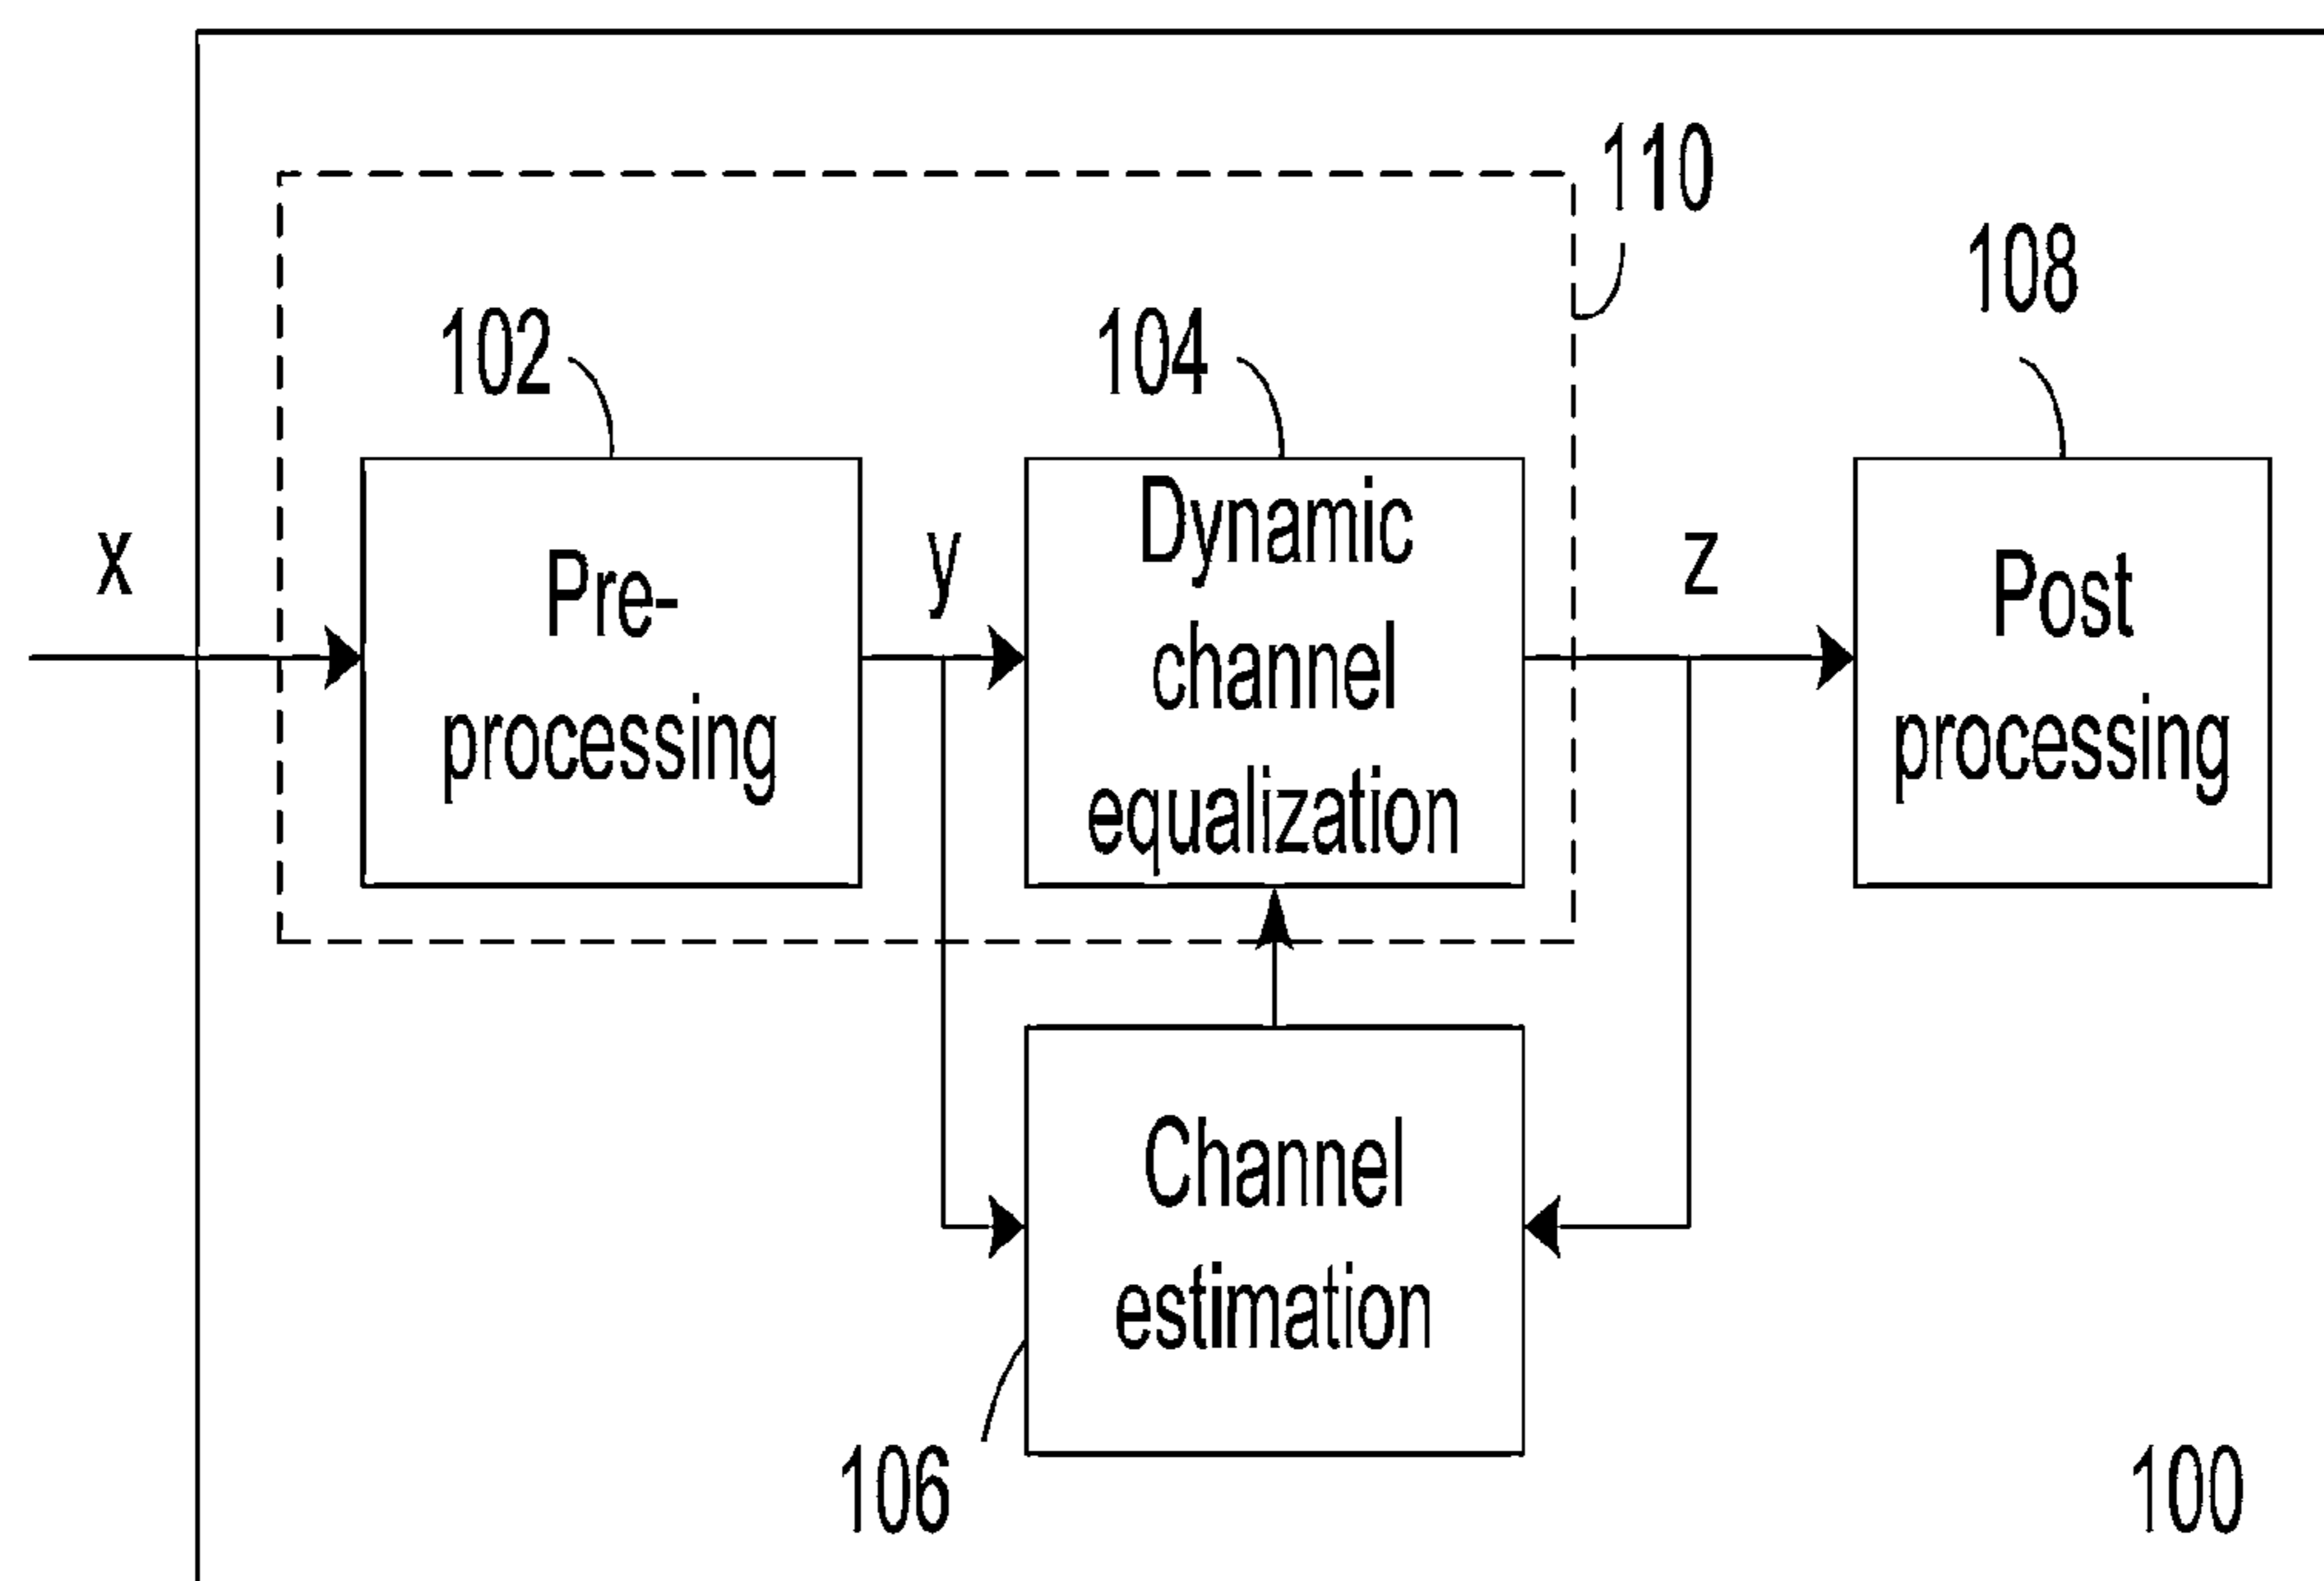 110
108
102
104
x
Pre-
processing
y
Dynamic
channel
equalization
z
Post
processing
Channel
estimation
106
100